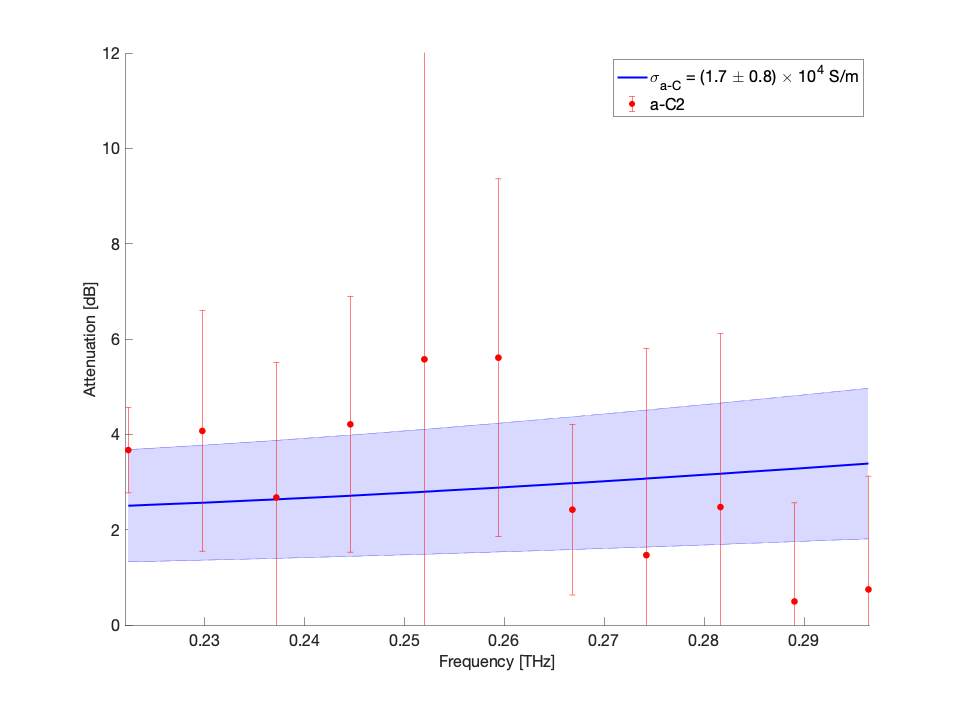 12
10
8
6
4
2
0
Attenuation [dB]
0.23 0.24 0.25 0.26 0.27 0.28 0.29
Frequency [THz]
σa-C = (1.7 ± 0.8) × 10^4 S/m
a-C2